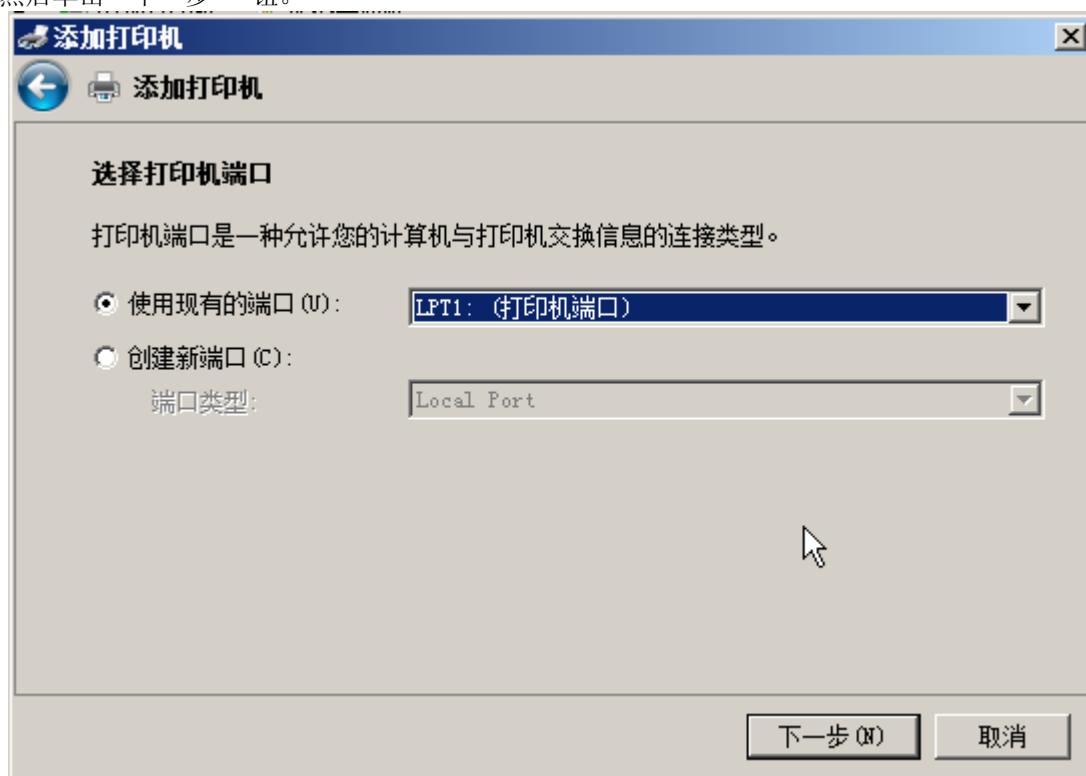 添加打印机
添加打印机
选择打印机端口
打印机端口是一种允许您的计算机与打印机交换信息的连接类型。
使用现有的端口(U): LPT1: (打印机端口)
创建新端口(C):
端口类型: Local Port
下一步(N) 取消